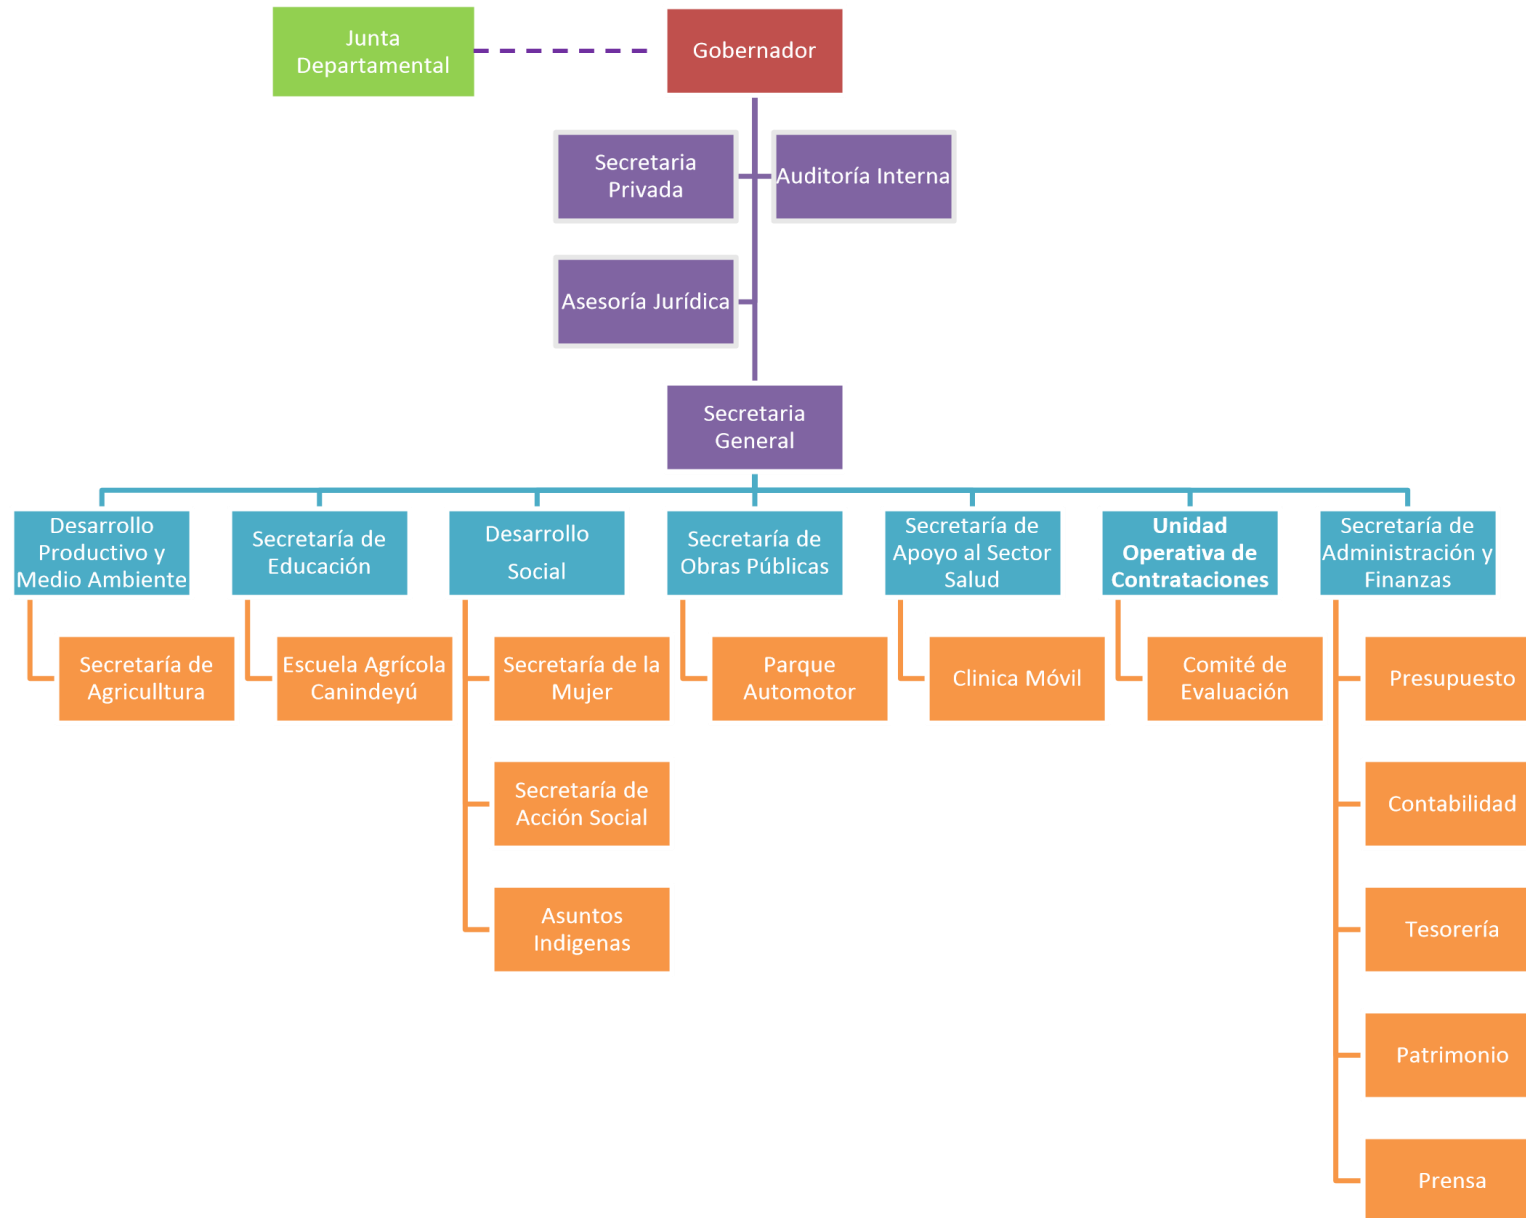 Junta
Departamental
Gobernador
Secretaria
Privada
Auditoría Interna
Asesoría Jurídica
Secretaria
General
Desarrollo
Productivo y
Medio Ambiente
Secretaría de
Educación
Desarrollo
Social
Secretaría de
Obras Públicas
Secretaría de
Apoyo al Sector
Salud
Unidad
Operativa de
Contrataciones
Secretaría de
Administración y
Finanzas
Secretaría de
Agriculltura
Escuela Agrícola
Canindeyú
Secretaría de la
Mujer
Parque
Automotor
Clinica Móvil
Comité de
Evaluación
Presupuesto
Secretaría de
Acción Social
Contabilidad
Asuntos
Indigenas
Tesorería
Patrimonio
Prensa